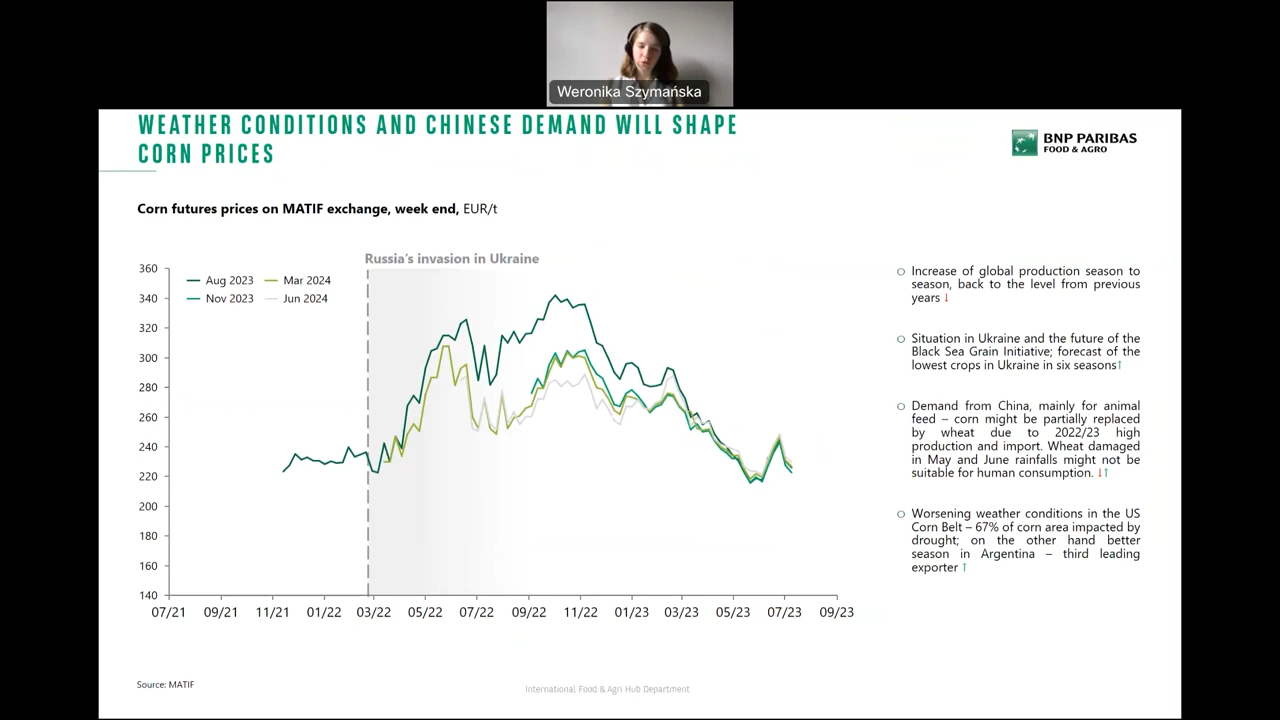 Weronika Szymańska
WEATHER CONDITIONS AND CHINESE DEMAND WILL SHAPE
CORN PRICES
BNP PARIBAS
FOOD & AGRO
Corn futures prices on MATIF exchange, week end, EUR/t
Russia's invasion in Ukraine
Aug 2023
Mar 2024
Nov 2023
Jun 2024
360
340
320
300
280
260
240
220
200
180
160
140
07/21 09/21 11/21 01/22 03/22 05/22 07/22 09/22 11/22 01/23 03/23 05/23 07/23 09/23
○ Increase of global production season to
season, back to the level from previous
years ↓
○ Situation in Ukraine and the future of the
Black Sea Grain Initiative; forecast of the
lowest crops in Ukraine in six seasons↑
○ Demand from China, mainly for animal
feed – corn might be partially replaced
by wheat due to 2022/23 high
production and import. Wheat damaged
in May and June rainfalls might not be
suitable for human consumption. ↓↑
○ Worsening weather conditions in the US
Corn Belt – 67% of corn area impacted by
drought; on the other hand better
season in Argentina – third leading
exporter ↑
Source: MATIF
International Food & Agri Hub Department